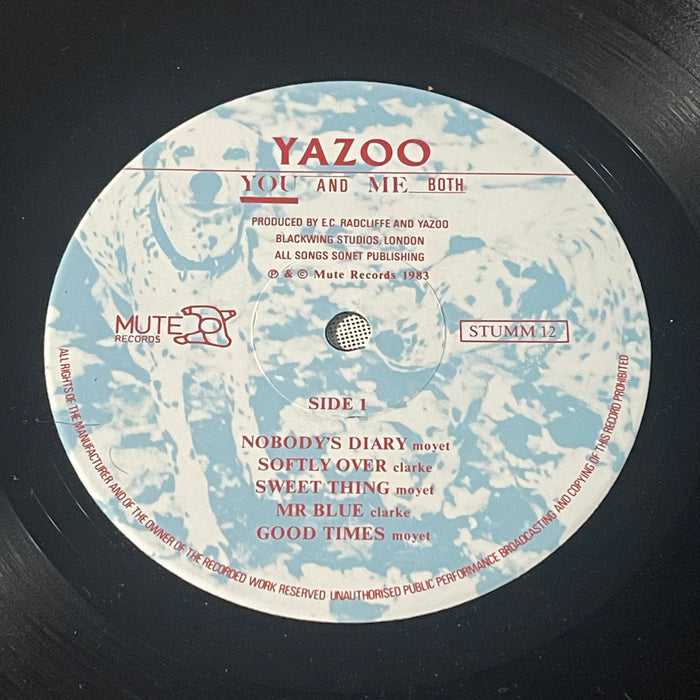 YAZOO
YOU AND ME BOTH
PRODUCED BY E.C. RADCLIFFE AND YAZOO
BLACKWING STUDIOS, LONDON
ALL SONGS SONET PUBLISHING
℗ & © Mute Records 1983
MUTE
RECORDS
STUMM 12
SIDE 1
NOBODY'S DIARY moyet
SOFTLY OVER clarke
SWEET THING moyet
MR BLUE clarke
GOOD TIMES moyet
ALL RIGHTS OF THE MANUFACTURER AND OF THE OWNER OF THE RECORDED WORK RESERVED UNAUTHORISED PUBLIC PERFORMANCE BROADCASTING AND COPYING OF THIS RECORD PROHIBITED